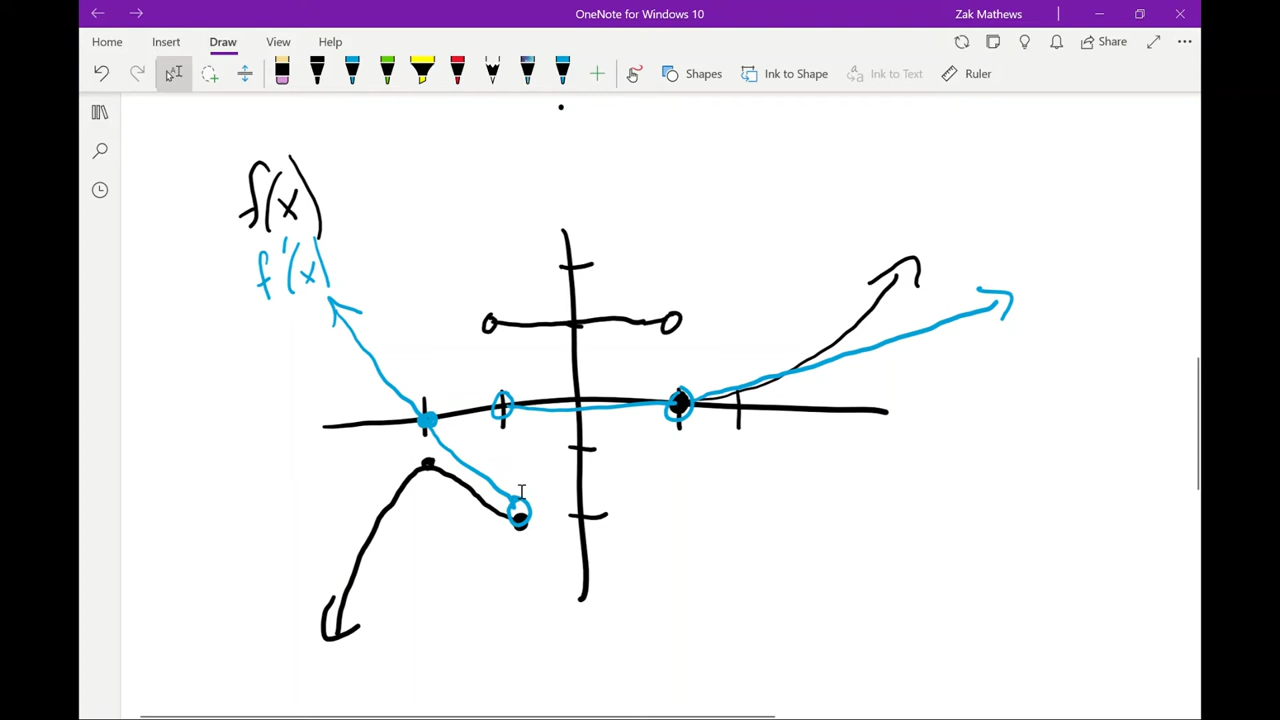 OneNote for Windows 10
Zak Mathews
Home Insert Draw View Help
Share
Shapes
Ink to Shape
Ink to Text
Ruler
f(x)
f'(x)